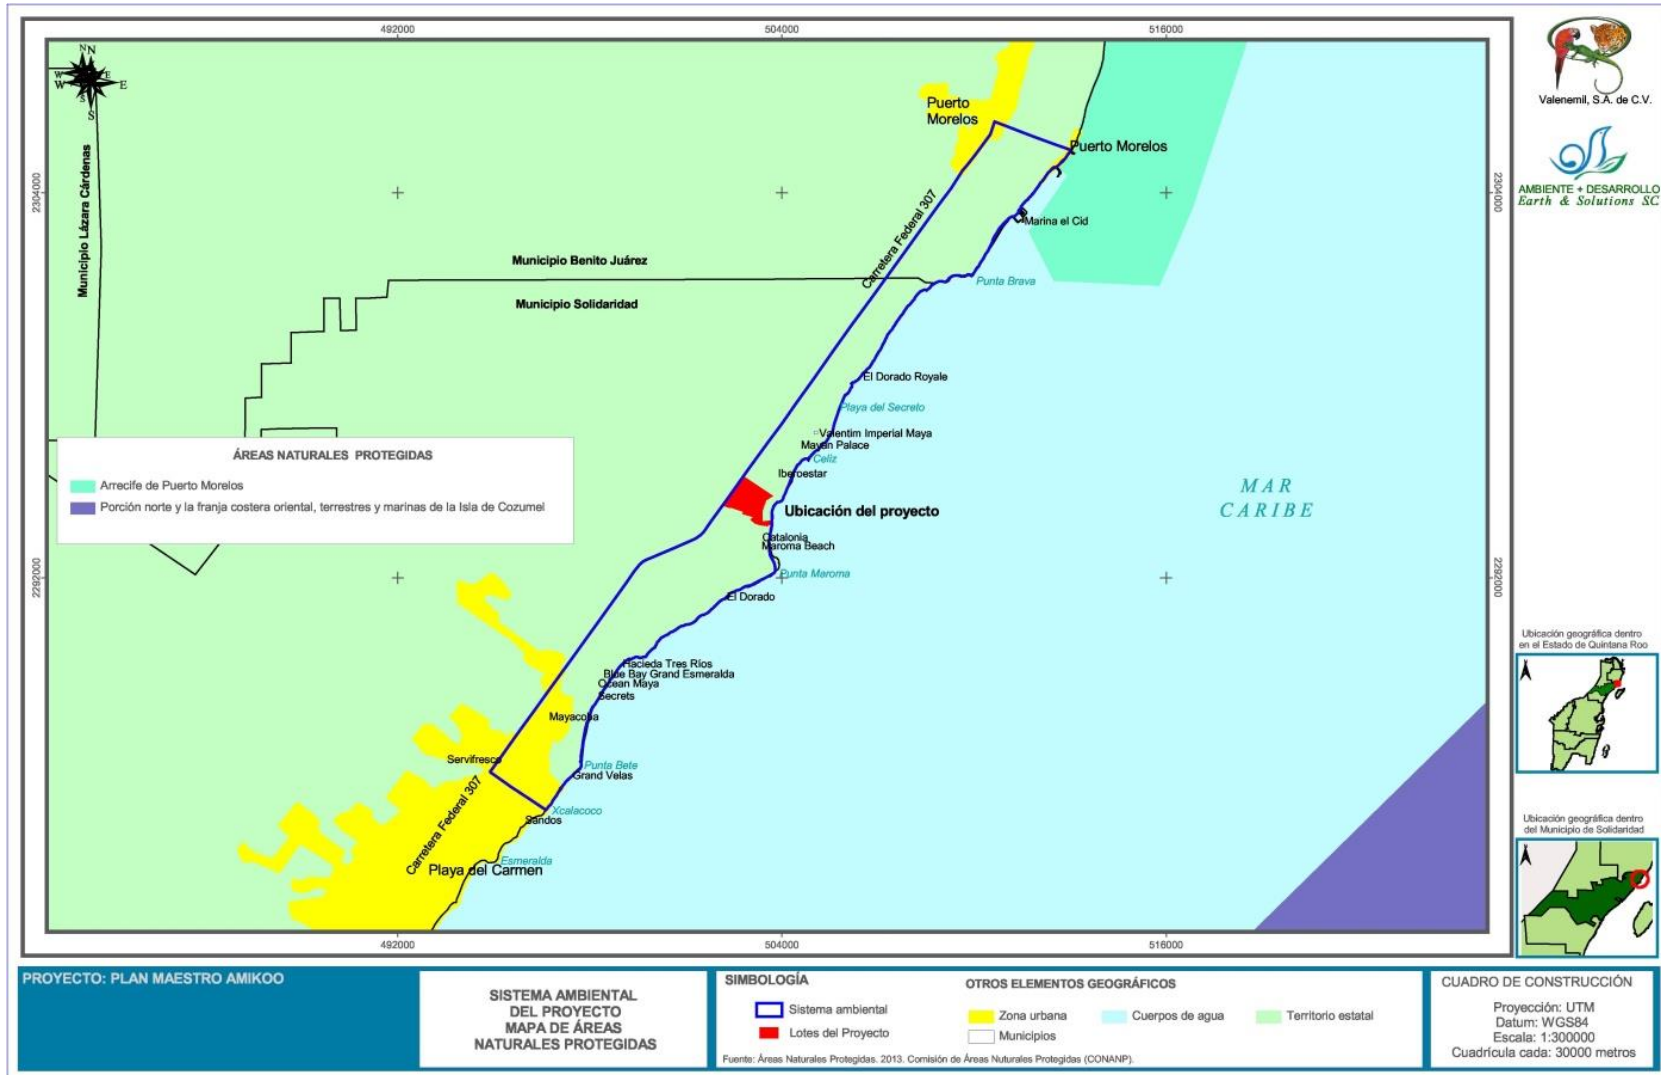 492000
504000
516000
N
N
W
E
W
E
S
S
Valenemil, S.A. de C.V.
AMBIENTE + DESARROLLO
Earth & Solutions SC
Puerto
Morelos
Puerto Morelos
2304000
2304000
Municipio Lázara Cárdenas
Carretera Federal 307
Marina el Cid
Municipio Benito Juárez
Municipio Solidaridad
Punta Brava
El Dorado Royale
Playa del Secreto
Valentim Imperial Maya
Mayan Palace
Celiz
Iberoestar
ÁREAS NATURALES PROTEGIDAS
Arrecife de Puerto Morelos
Porción norte y la franja costera oriental, terrestres y marinas de la Isla de Cozumel
MAR
CARIBE
Ubicación del proyecto
Catalonia
Maroma Beach
Punta Maroma
2292000
2292000
El Dorado
Hacieda Tres Ríos
Blue Bay Grand Esmeralda
Ocean Maya
Secrets
Mayacoba
Servifresco
Punta Bete
Grand Velas
Carretera Federal 307
Xcalacoco
Sandos
Esmeralda
Playa del Carmen
Ubicación geográfica dentro
en el Estado de Quintana Roo
Ubicación geográfica dentro
del Municipio de Solidaridad
492000
504000
516000
PROYECTO: PLAN MAESTRO AMIKOO
SISTEMA AMBIENTAL
DEL PROYECTO
MAPA DE ÁREAS
NATURALES PROTEGIDAS
SIMBOLOGÍA
Sistema ambiental
Lotes del Proyecto
OTROS ELEMENTOS GEOGRÁFICOS
Zona urbana
Cuerpos de agua
Territorio estatal
Municipios
Fuente: Áreas Naturales Protegidas. 2013. Comisión de Áreas Nuturales Protegidas (CONANP).
CUADRO DE CONSTRUCCIÓN
Proyección: UTM
Datum: WGS84
Escala: 1:300000
Cuadrícula cada: 30000 metros